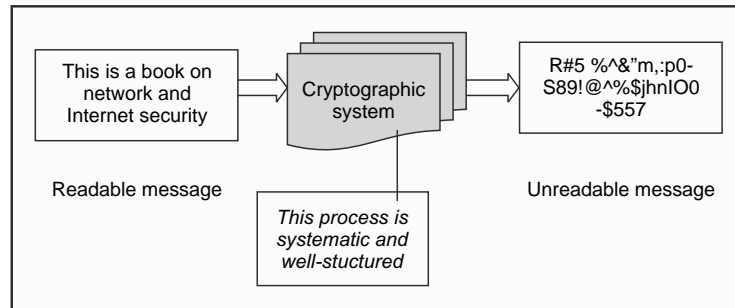 This is a book on
network and
Internet security
Cryptographic
system
R#5 %^&”m,:p0-
S89!@^%$jhnIO0
-$557
Readable message
Unreadable message
This process is
systematic and
well-stuctured